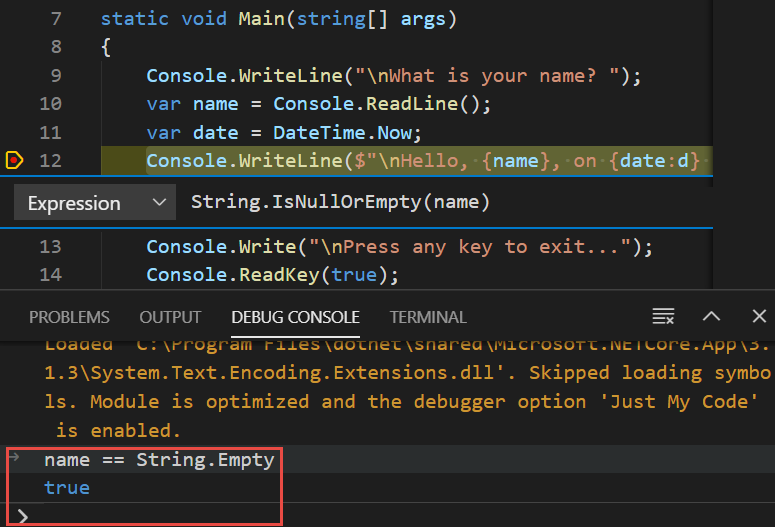 7 static void Main(string[] args)
8 {
9 Console.WriteLine("\nWhat is your name? ");
10 var name = Console.ReadLine();
11 var date = DateTime.Now;
12 Console.WriteLine($"\nHello, {name}, on {date:d}
Expression String.IsNullOrEmpty(name)
13 Console.Write("\nPress any key to exit...");
14 Console.ReadKey(true);
PROBLEMS OUTPUT DEBUG CONSOLE TERMINAL
Loaded 'C:\Program Files\dotnet\shared\Microsoft.NETCore.App\3.
1.3\System.Text.Encoding.Extensions.dll'. Skipped loading symbo
ls. Module is optimized and the debugger option 'Just My Code'
is enabled.
name == String.Empty
true